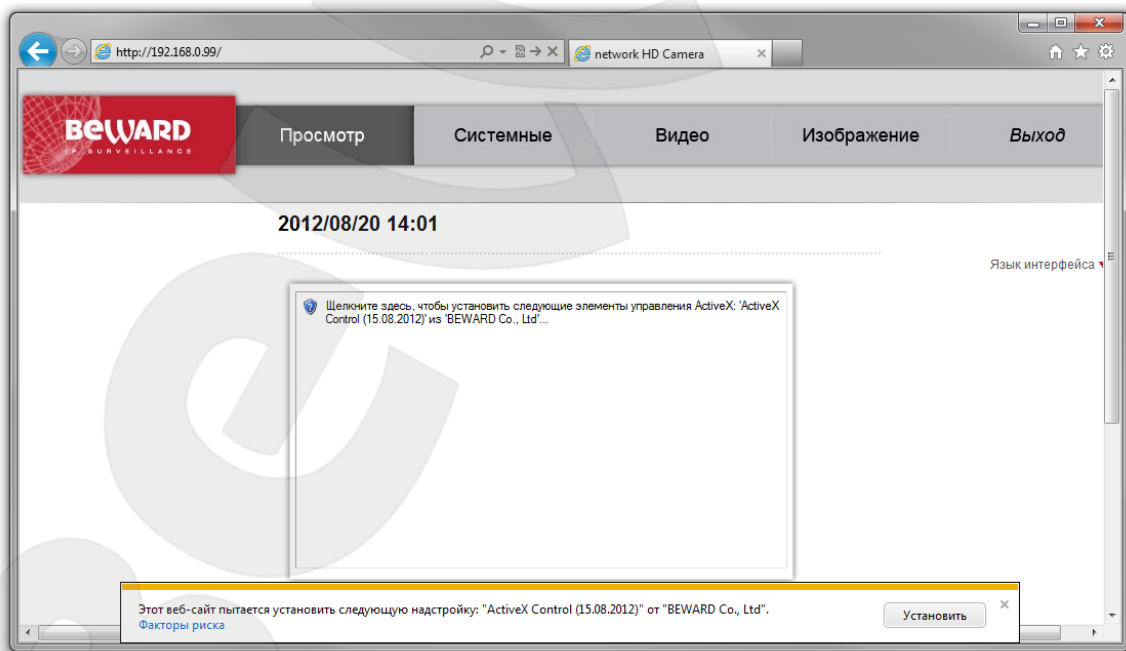 http://192.168.0.99/
network HD Camera
BEWARD
IP SURVEILLANCE
Просмотр
Системные
Видео
Изображение
Выход
2012/08/20 14:01
Язык интерфейса
Щелкните здесь, чтобы установить следующие элементы управления ActiveX: 'ActiveX
Control (15.08.2012)' из 'BEWARD Co., Ltd'...
Этот веб-сайт пытается установить следующую надстройку: "ActiveX Control (15.08.2012)" от "BEWARD Co., Ltd".
Установить
Факторы риска